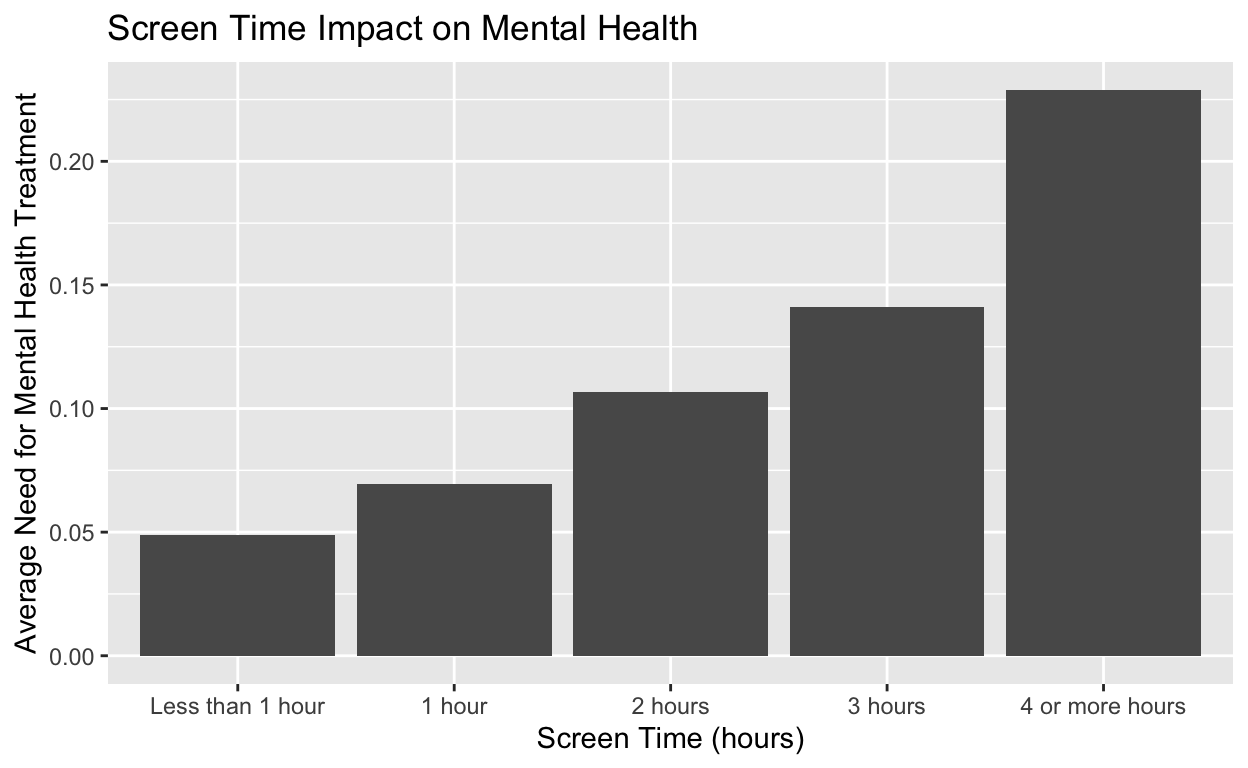 Screen Time Impact on Mental Health
Average Need for Mental Health Treatment
0.20
0.15
0.10
0.05
0.00
Less than 1 hour
1 hour
2 hours
3 hours
4 or more hours
Screen Time (hours)